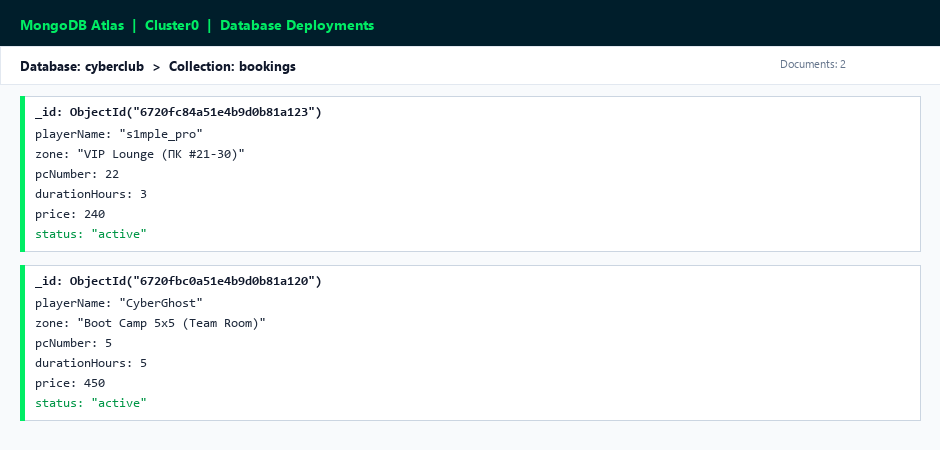 MongoDB Atlas | Cluster0 | Database Deployments
Database: cyberclub > Collection: bookings
Documents: 2
_id: ObjectId("6720fc84a51e4b9d0b81a123")
playerName: "s1mple_pro"
zone: "VIP Lounge (ПК #21-30)"
pcNumber: 22
durationHours: 3
price: 240
status: "active"
_id: ObjectId("6720fbc0a51e4b9d0b81a120")
playerName: "CyberGhost"
zone: "Boot Camp 5x5 (Team Room)"
pcNumber: 5
durationHours: 5
price: 450
status: "active"